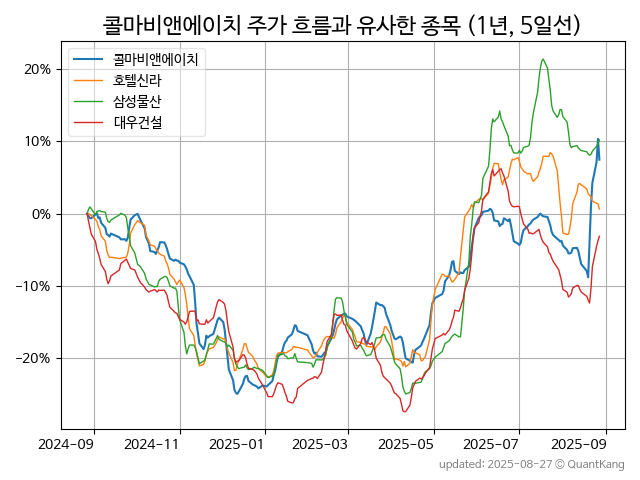 콜마비앤에이치 주가 흐름과 유사한 종목 (1년, 5일선)
콜마비앤에이치
호텔신라
삼성물산
대우건설
20%
10%
0%
−10%
−20%
2024-09 2024-11 2025-01 2025-03 2025-05 2025-07 2025-09
updated: 2025-08-27 © QuantKang